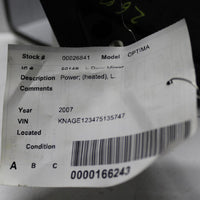 Stock # 00026841 Model OPTIMA
Description Power; (heated), L.
Comments
Year 2007
VIN KNAGE123475135747
Located
Condition
A B C 0000166243